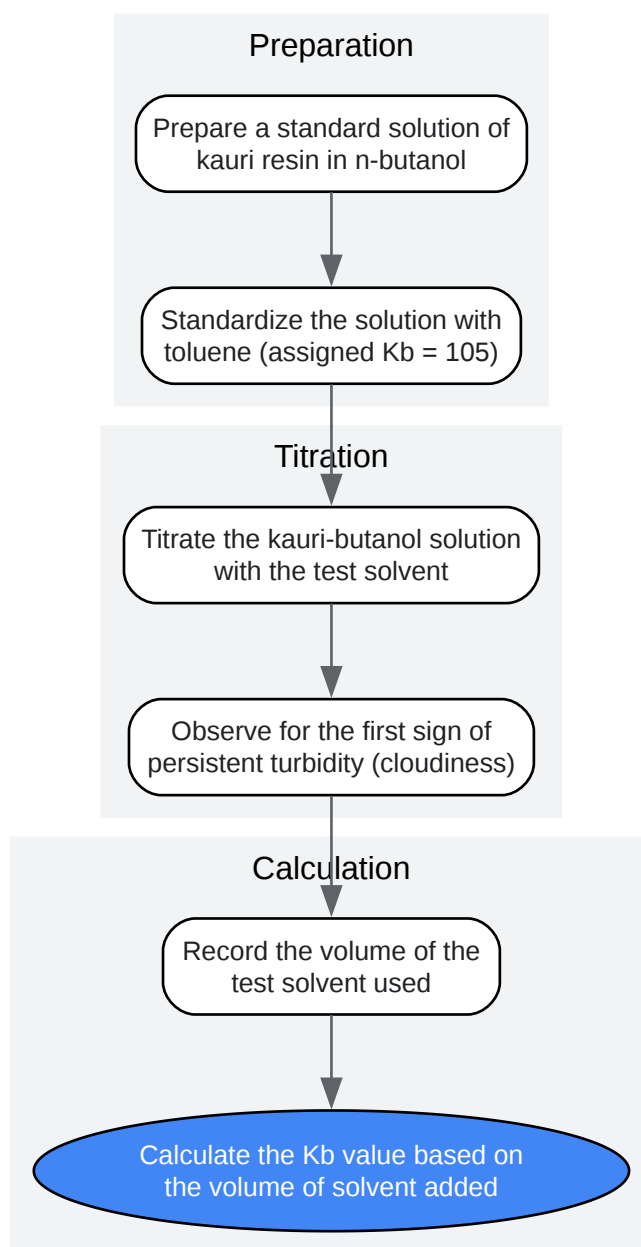 Preparation
Prepare a standard solution of
kauri resin in n-butanol
Standardize the solution with
toluene (assigned Kb = 105)
Titration
Titrate the kauri-butanol solution
with the test solvent
Observe for the first sign of
persistent turbidity (cloudiness)
Calculation
Record the volume of the
test solvent used
Calculate the Kb value based on
the volume of solvent added